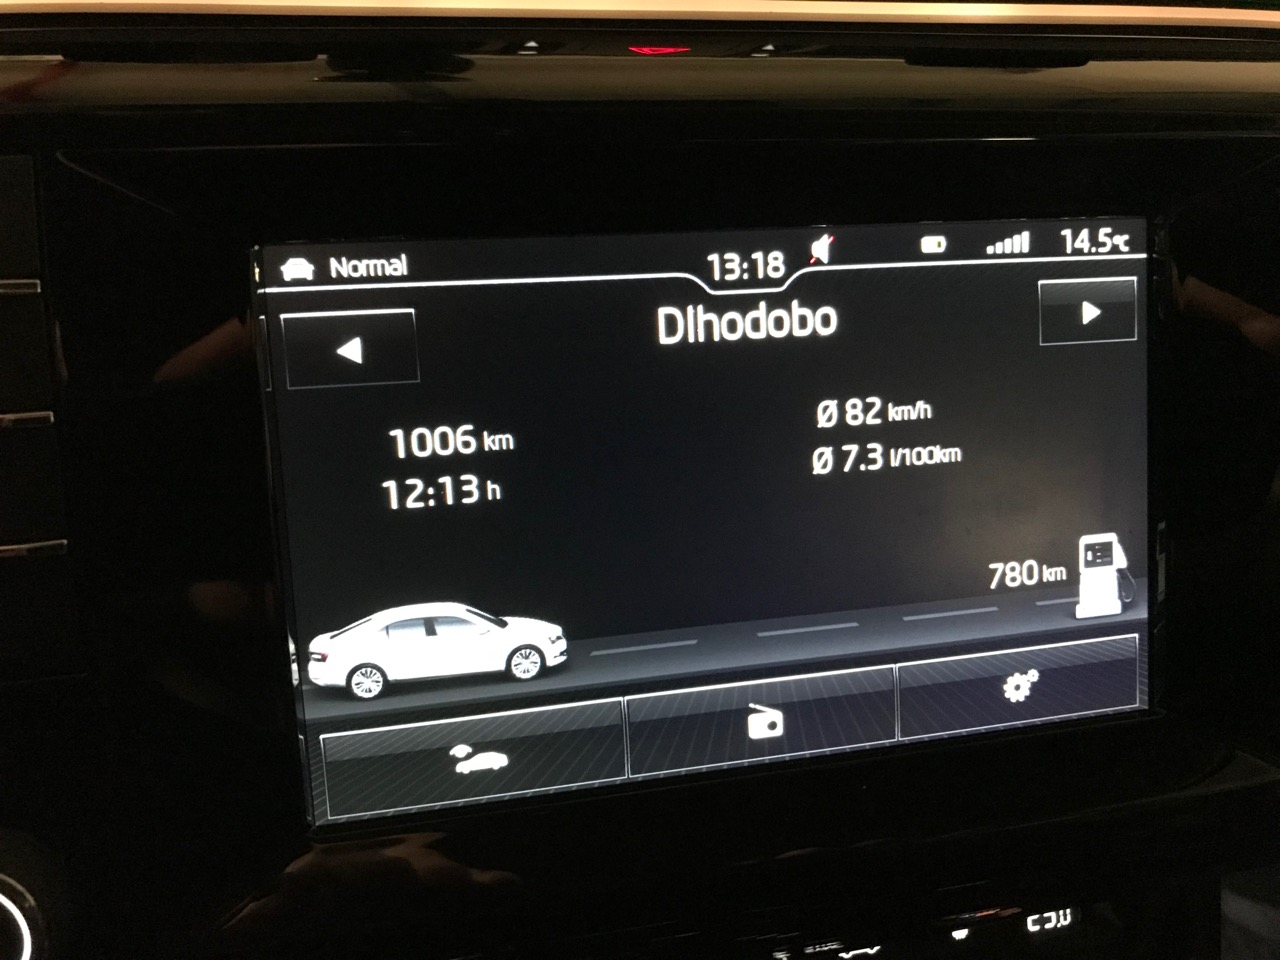 Normal
13:18
14.5°C
Dlhodobo
1006 km
12:13 h
Ø 82 km/h
Ø 7.3 l/100km
780 km